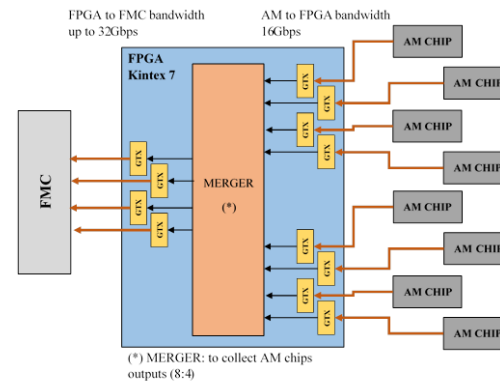 FPGA to FMC bandwidth
up to 32Gbps
AM to FPGA bandwidth
16Gbps
FPGA
Kintex 7
AM CHIP
AM CHIP
AM CHIP
AM CHIP
AM CHIP
AM CHIP
AM CHIP
AM CHIP
GTX
GTX
GTX
GTX
GTX
GTX
GTX
GTX
GTX
GTX
GTX
GTX
FMC
MERGER
(*)
(*) MERGER: to collect AM chips
outputs (8:4)